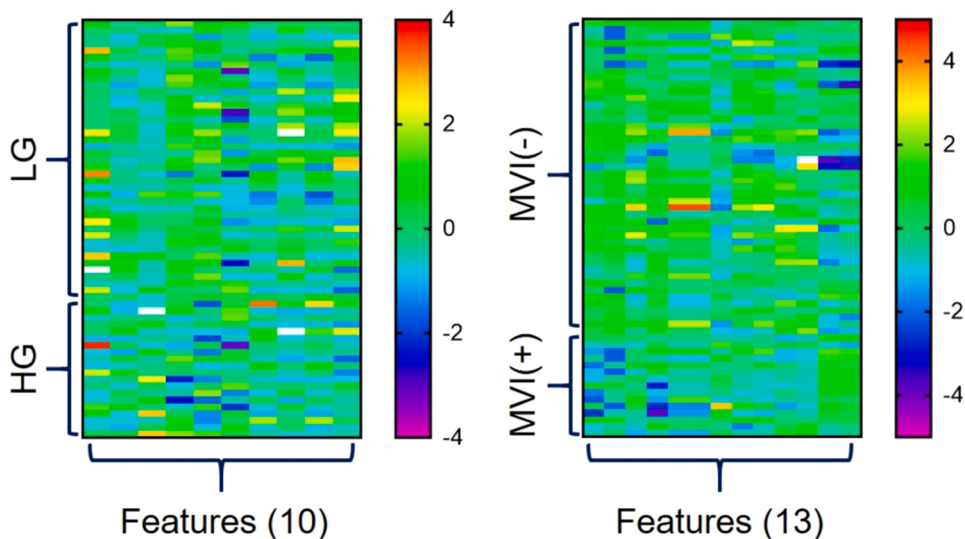 LG
HG
4
2
0
-2
-4
Features (10)
MVI(-)
MVI(+)
4
2
0
-2
-4
Features (13)